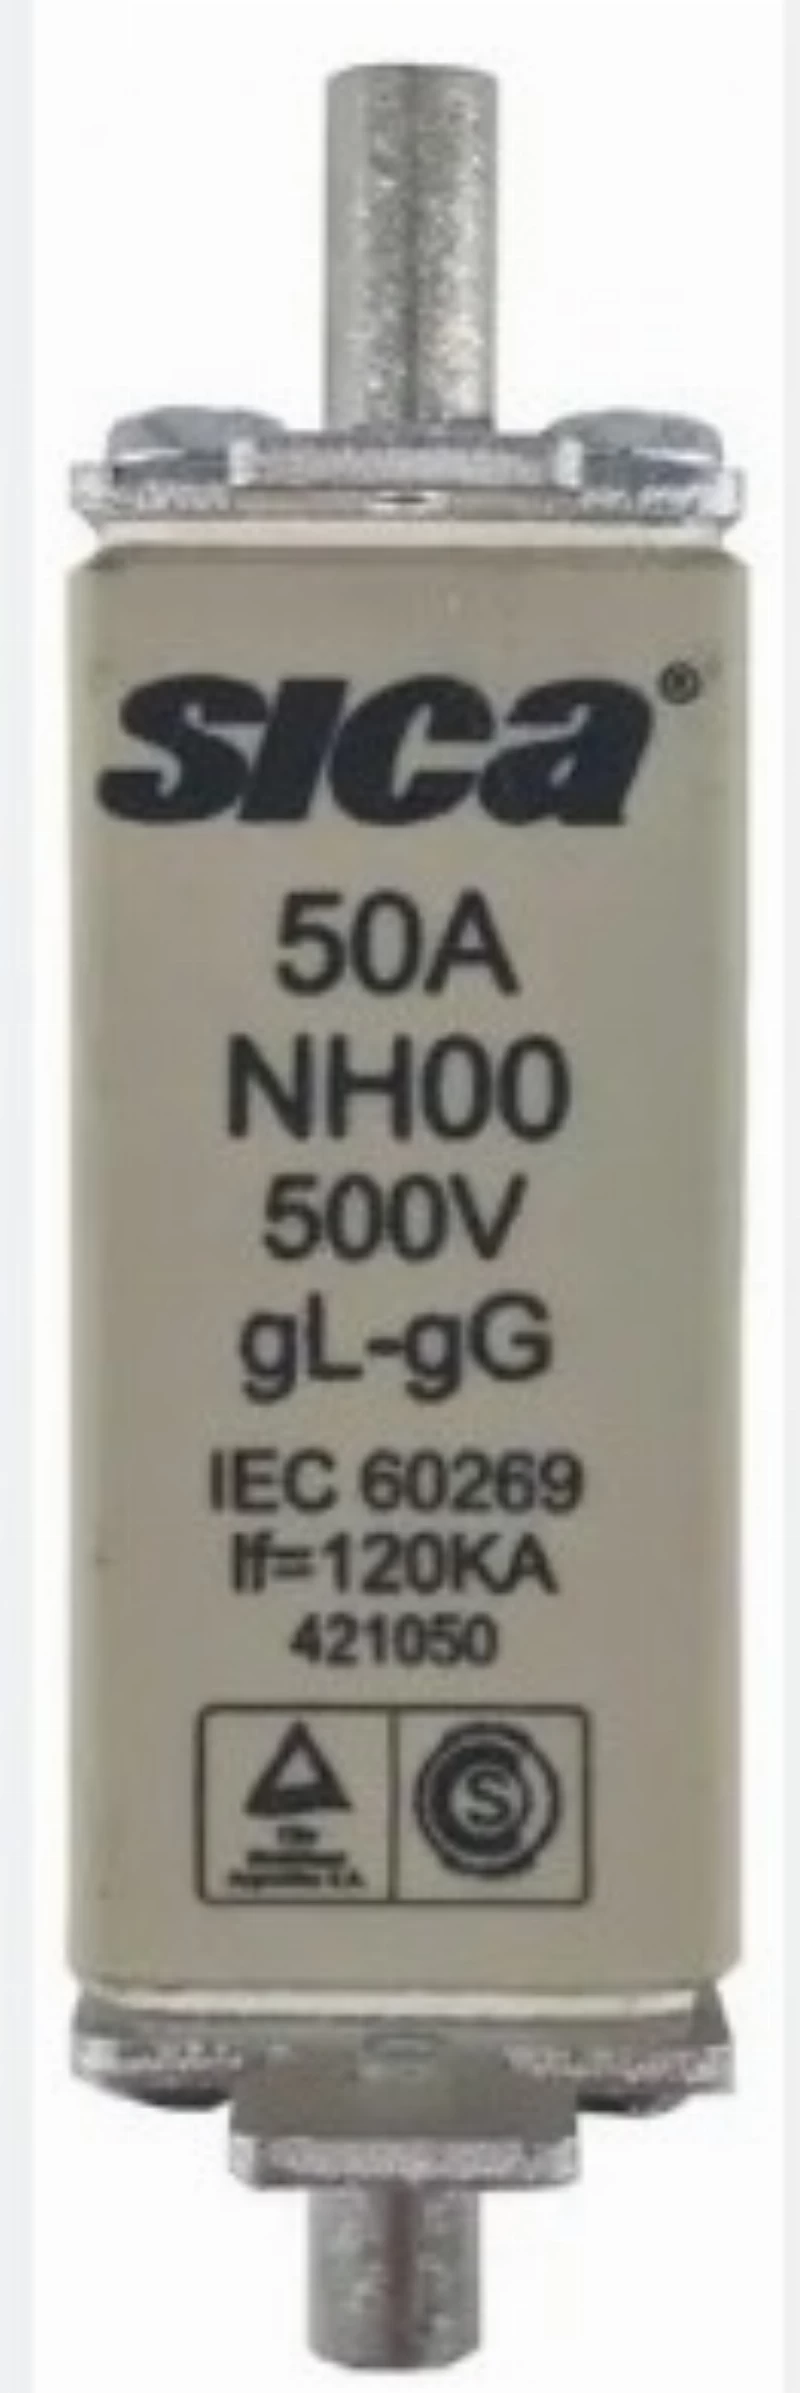 sica®
50A
NH00
500V
gL-gG
IEC 60269
If=120KA
421050
S